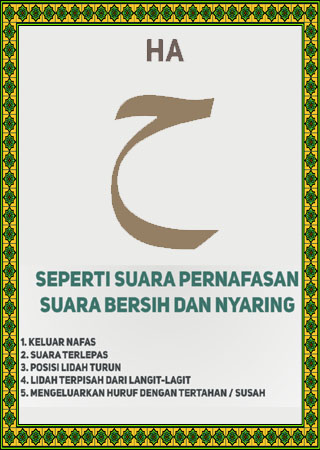 HA
ح
SEPERTI SUARA PERNAFASAN
SUARA BERSIH DAN NYARING
1. KELUAR NAFAS
2. SUARA TERLEPAS
3. POSISI LIDAH TURUN
4. LIDAH TERPISAH DARI LANGIT-LAGIT
5. MENGELUARKAN HURUF DENGAN TERTAHAN / SUSAH